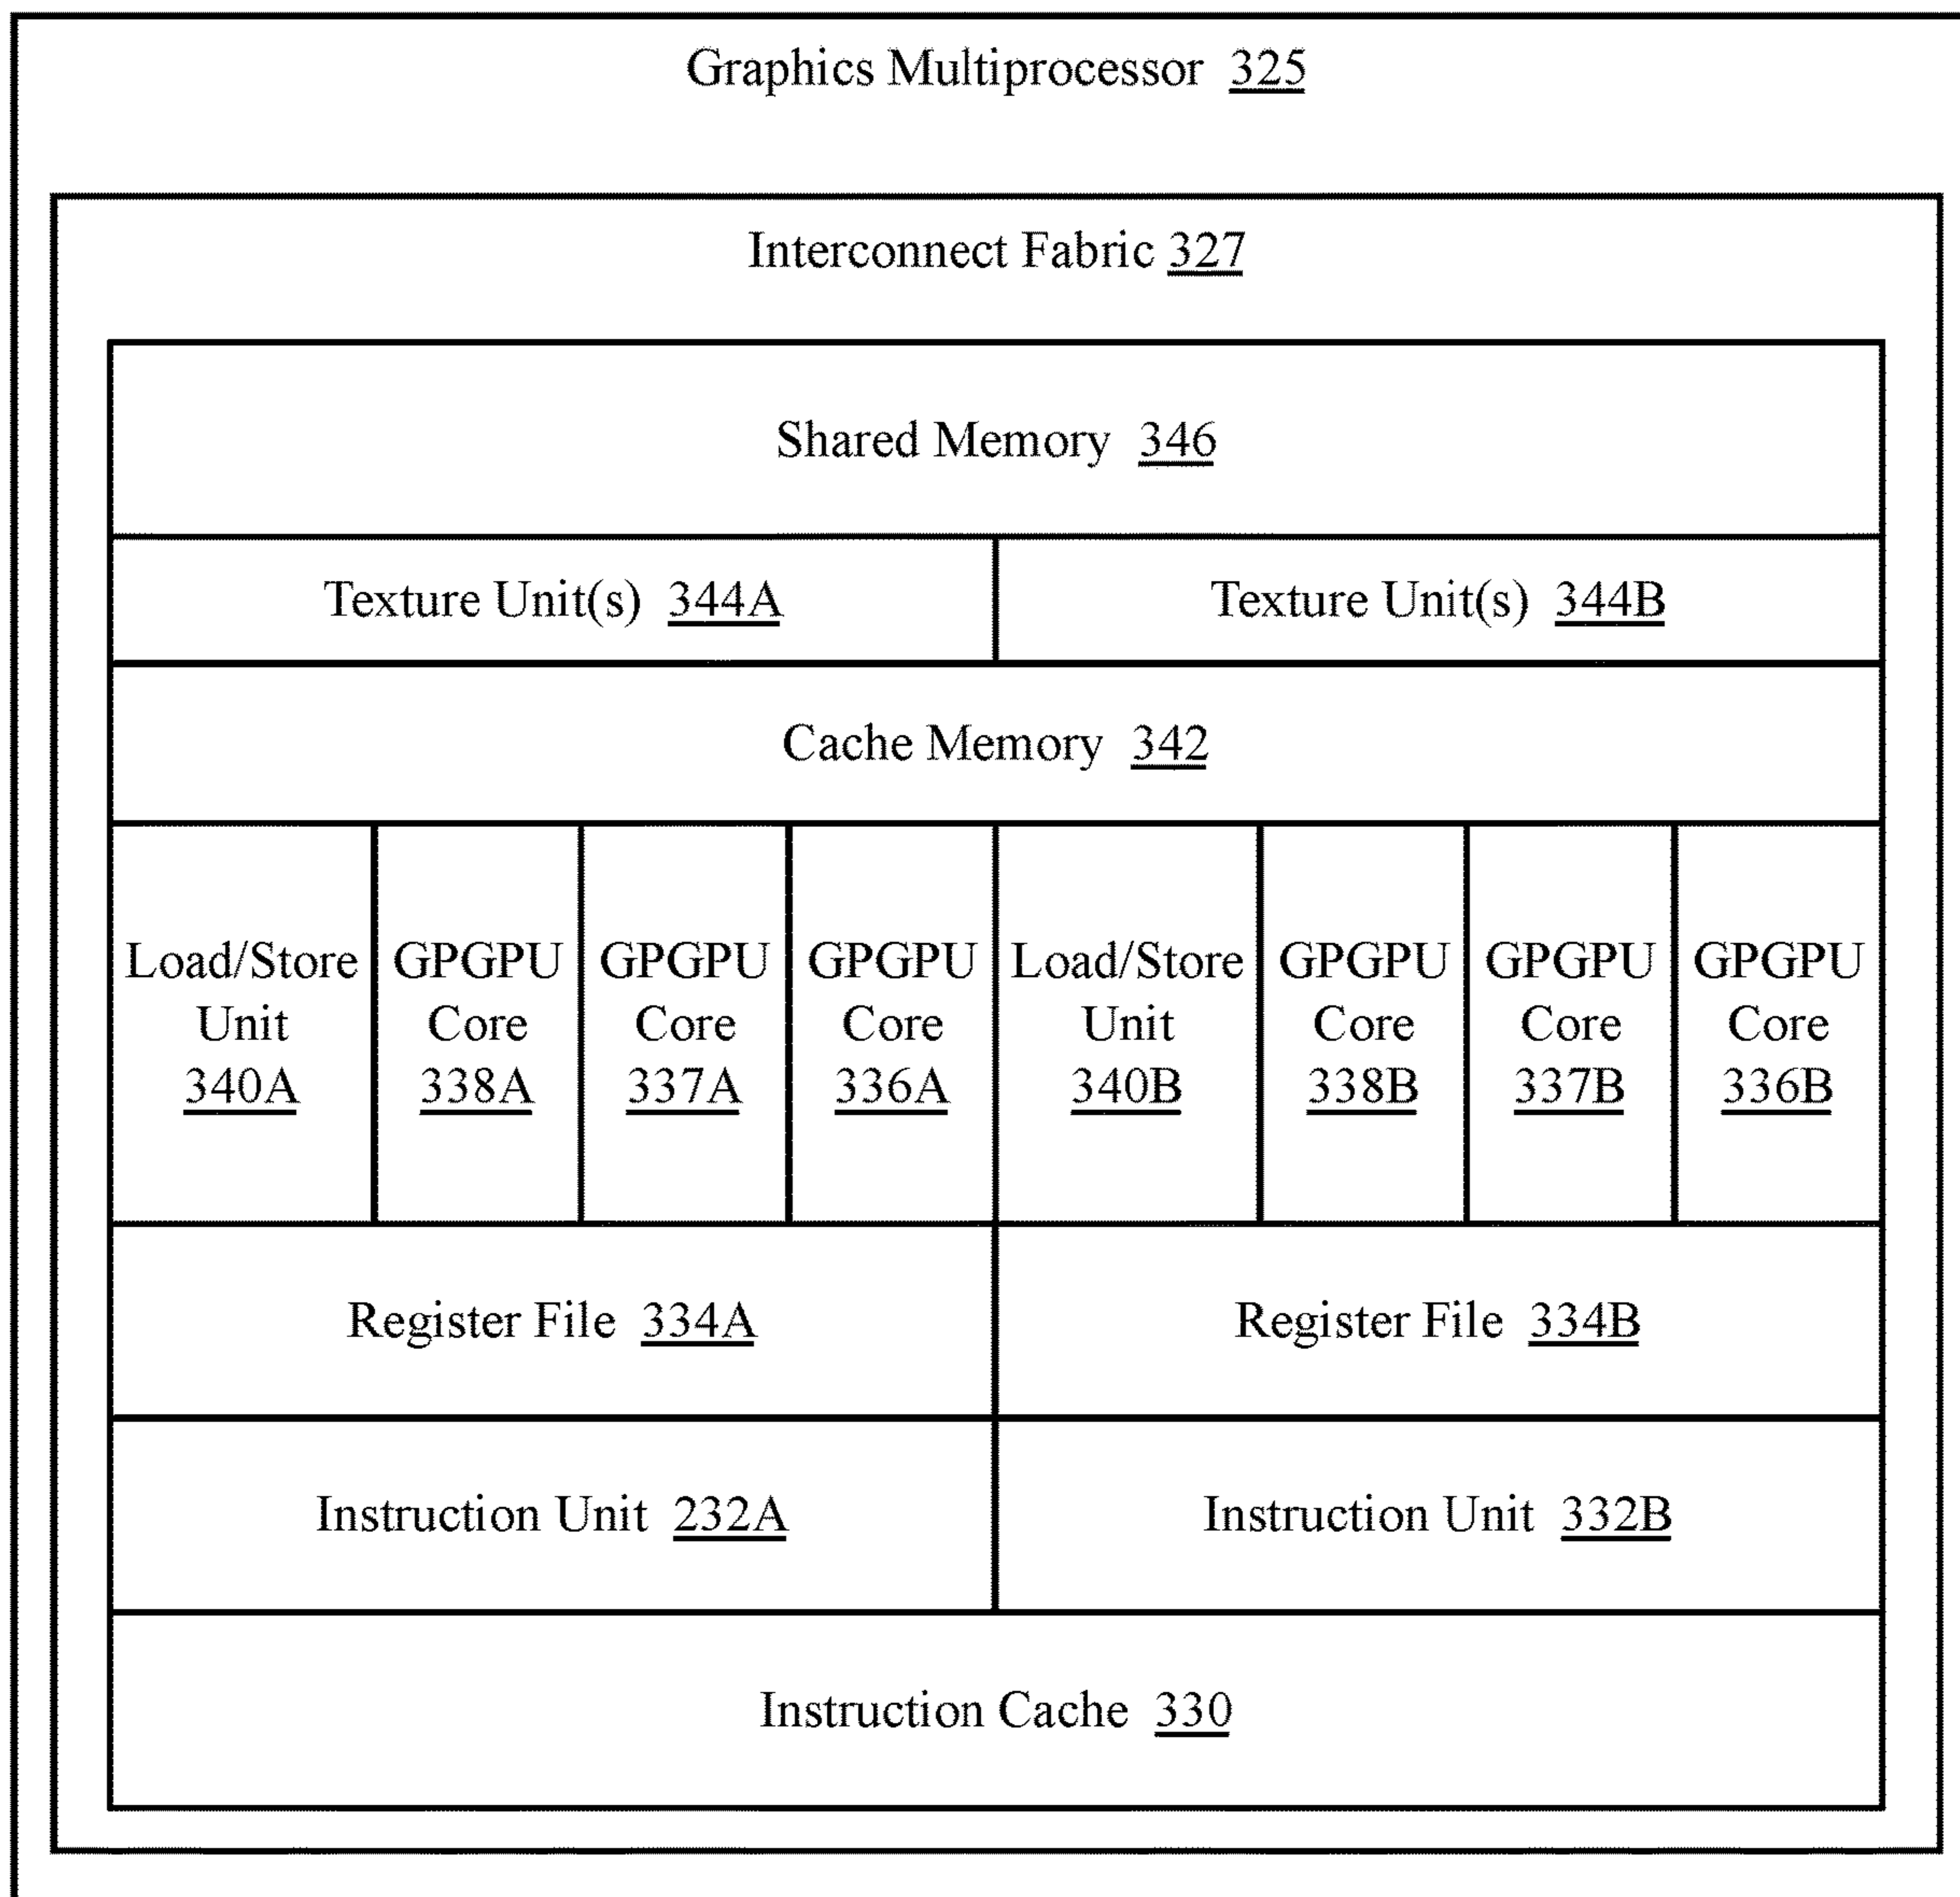 Graphics Multiprocessor 325
Interconnect Fabric 327
Shared Memory 346
Texture Unit(s) 344A
Texture Unit(s) 344B
Cache Memory 342
Load/Store
Unit
340A
GPGPU
Core
338A
GPGPU
Core
337A
GPGPU
Core
336A
Load/Store
Unit
340B
GPGPU
Core
338B
GPGPU
Core
337B
GPGPU
Core
336B
Register File 334A
Register File 334B
Instruction Unit 232A
Instruction Unit 332B
Instruction Cache 330